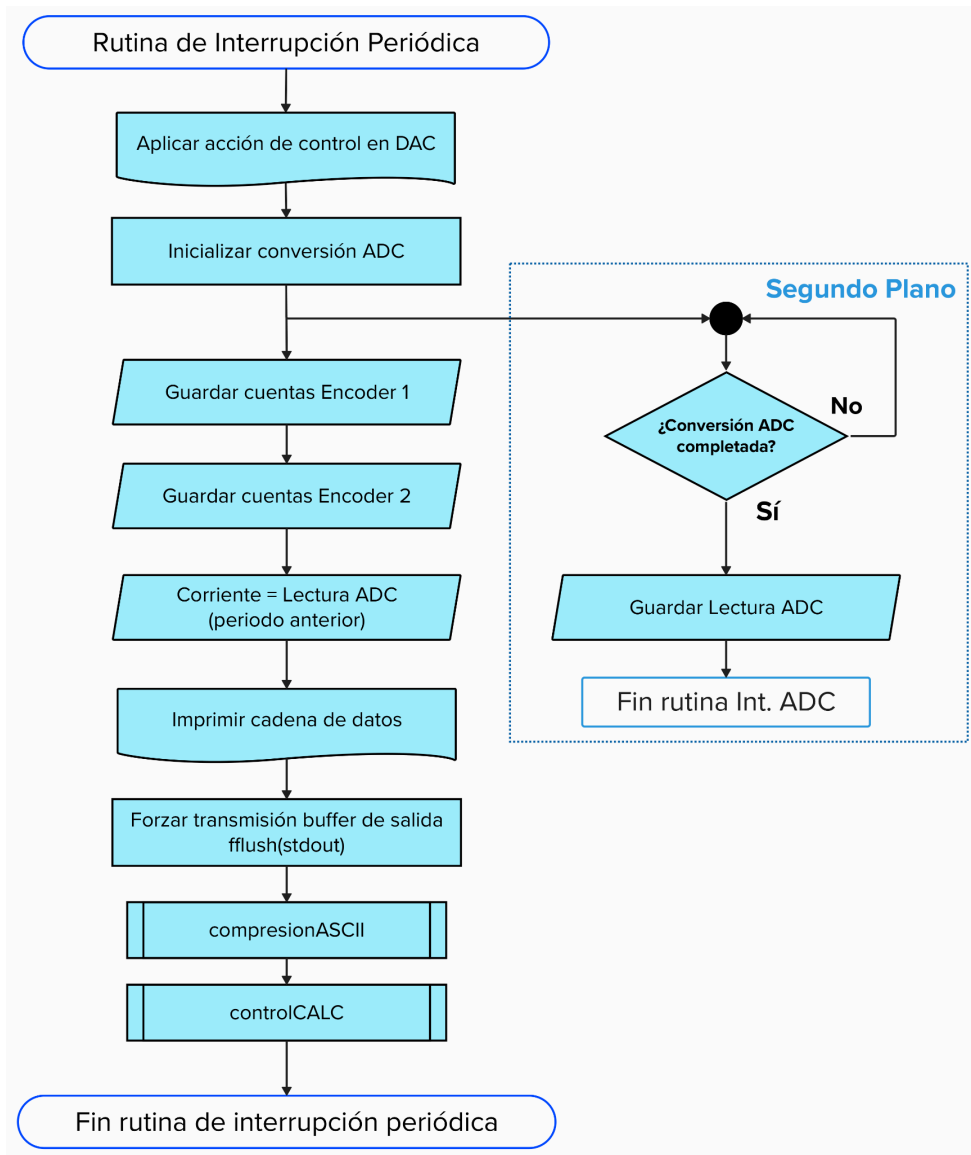 Rutina de Interrupción Periódica
Aplicar acción de control en DAC
Inicializar conversión ADC
Guardar cuentas Encoder 1
Guardar cuentas Encoder 2
Corriente = Lectura ADC
(periodo anterior)
Imprimir cadena de datos
Forzar transmisión buffer de salida
fflush(stdout)
compresionASCII
controlCALC
Fin rutina de interrupción periódica
Segundo Plano
¿Conversión ADC
completada?
No
Sí
Guardar Lectura ADC
Fin rutina Int. ADC